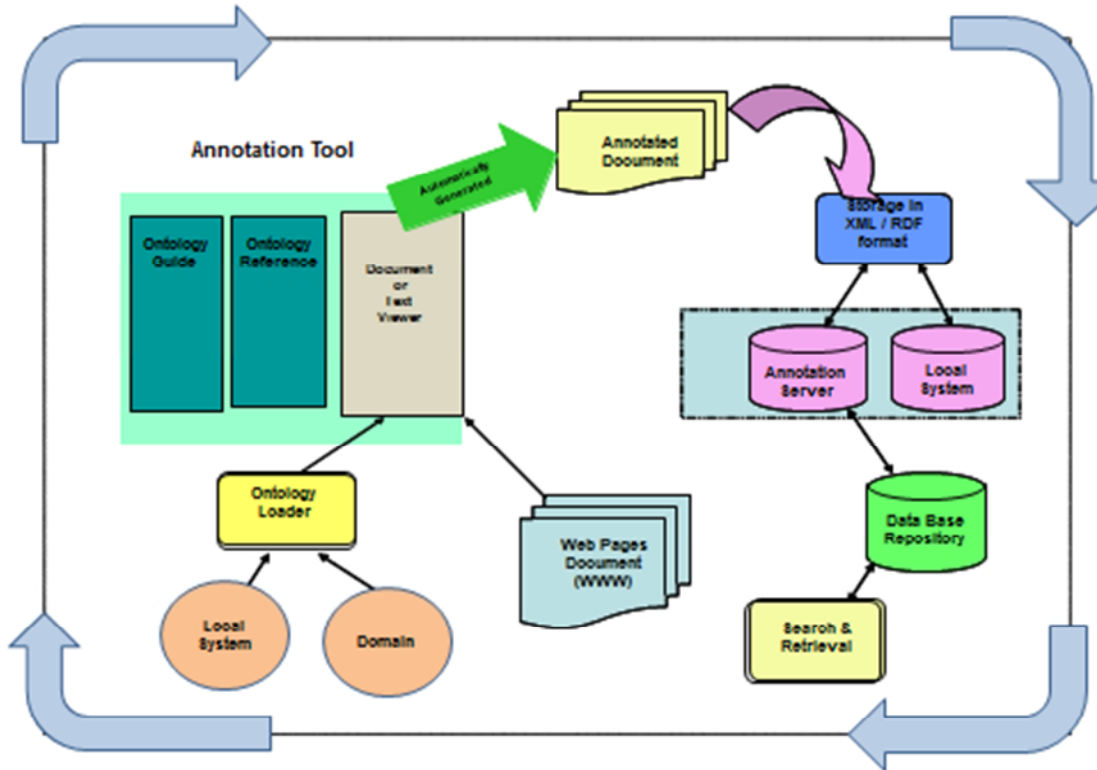 Annotation Tool
Automatically
Generated
Annotated
Document
Storage in
XML / RDF
format
Ontology
Guide
Ontology
Reference
Document
or
Text
Viewer
Annotation
Server
Local
System
Ontology
Loader
Web Pages
Document
(WWW)
Data Base
Repository
Local
System
Domain
Search &
Retrieval